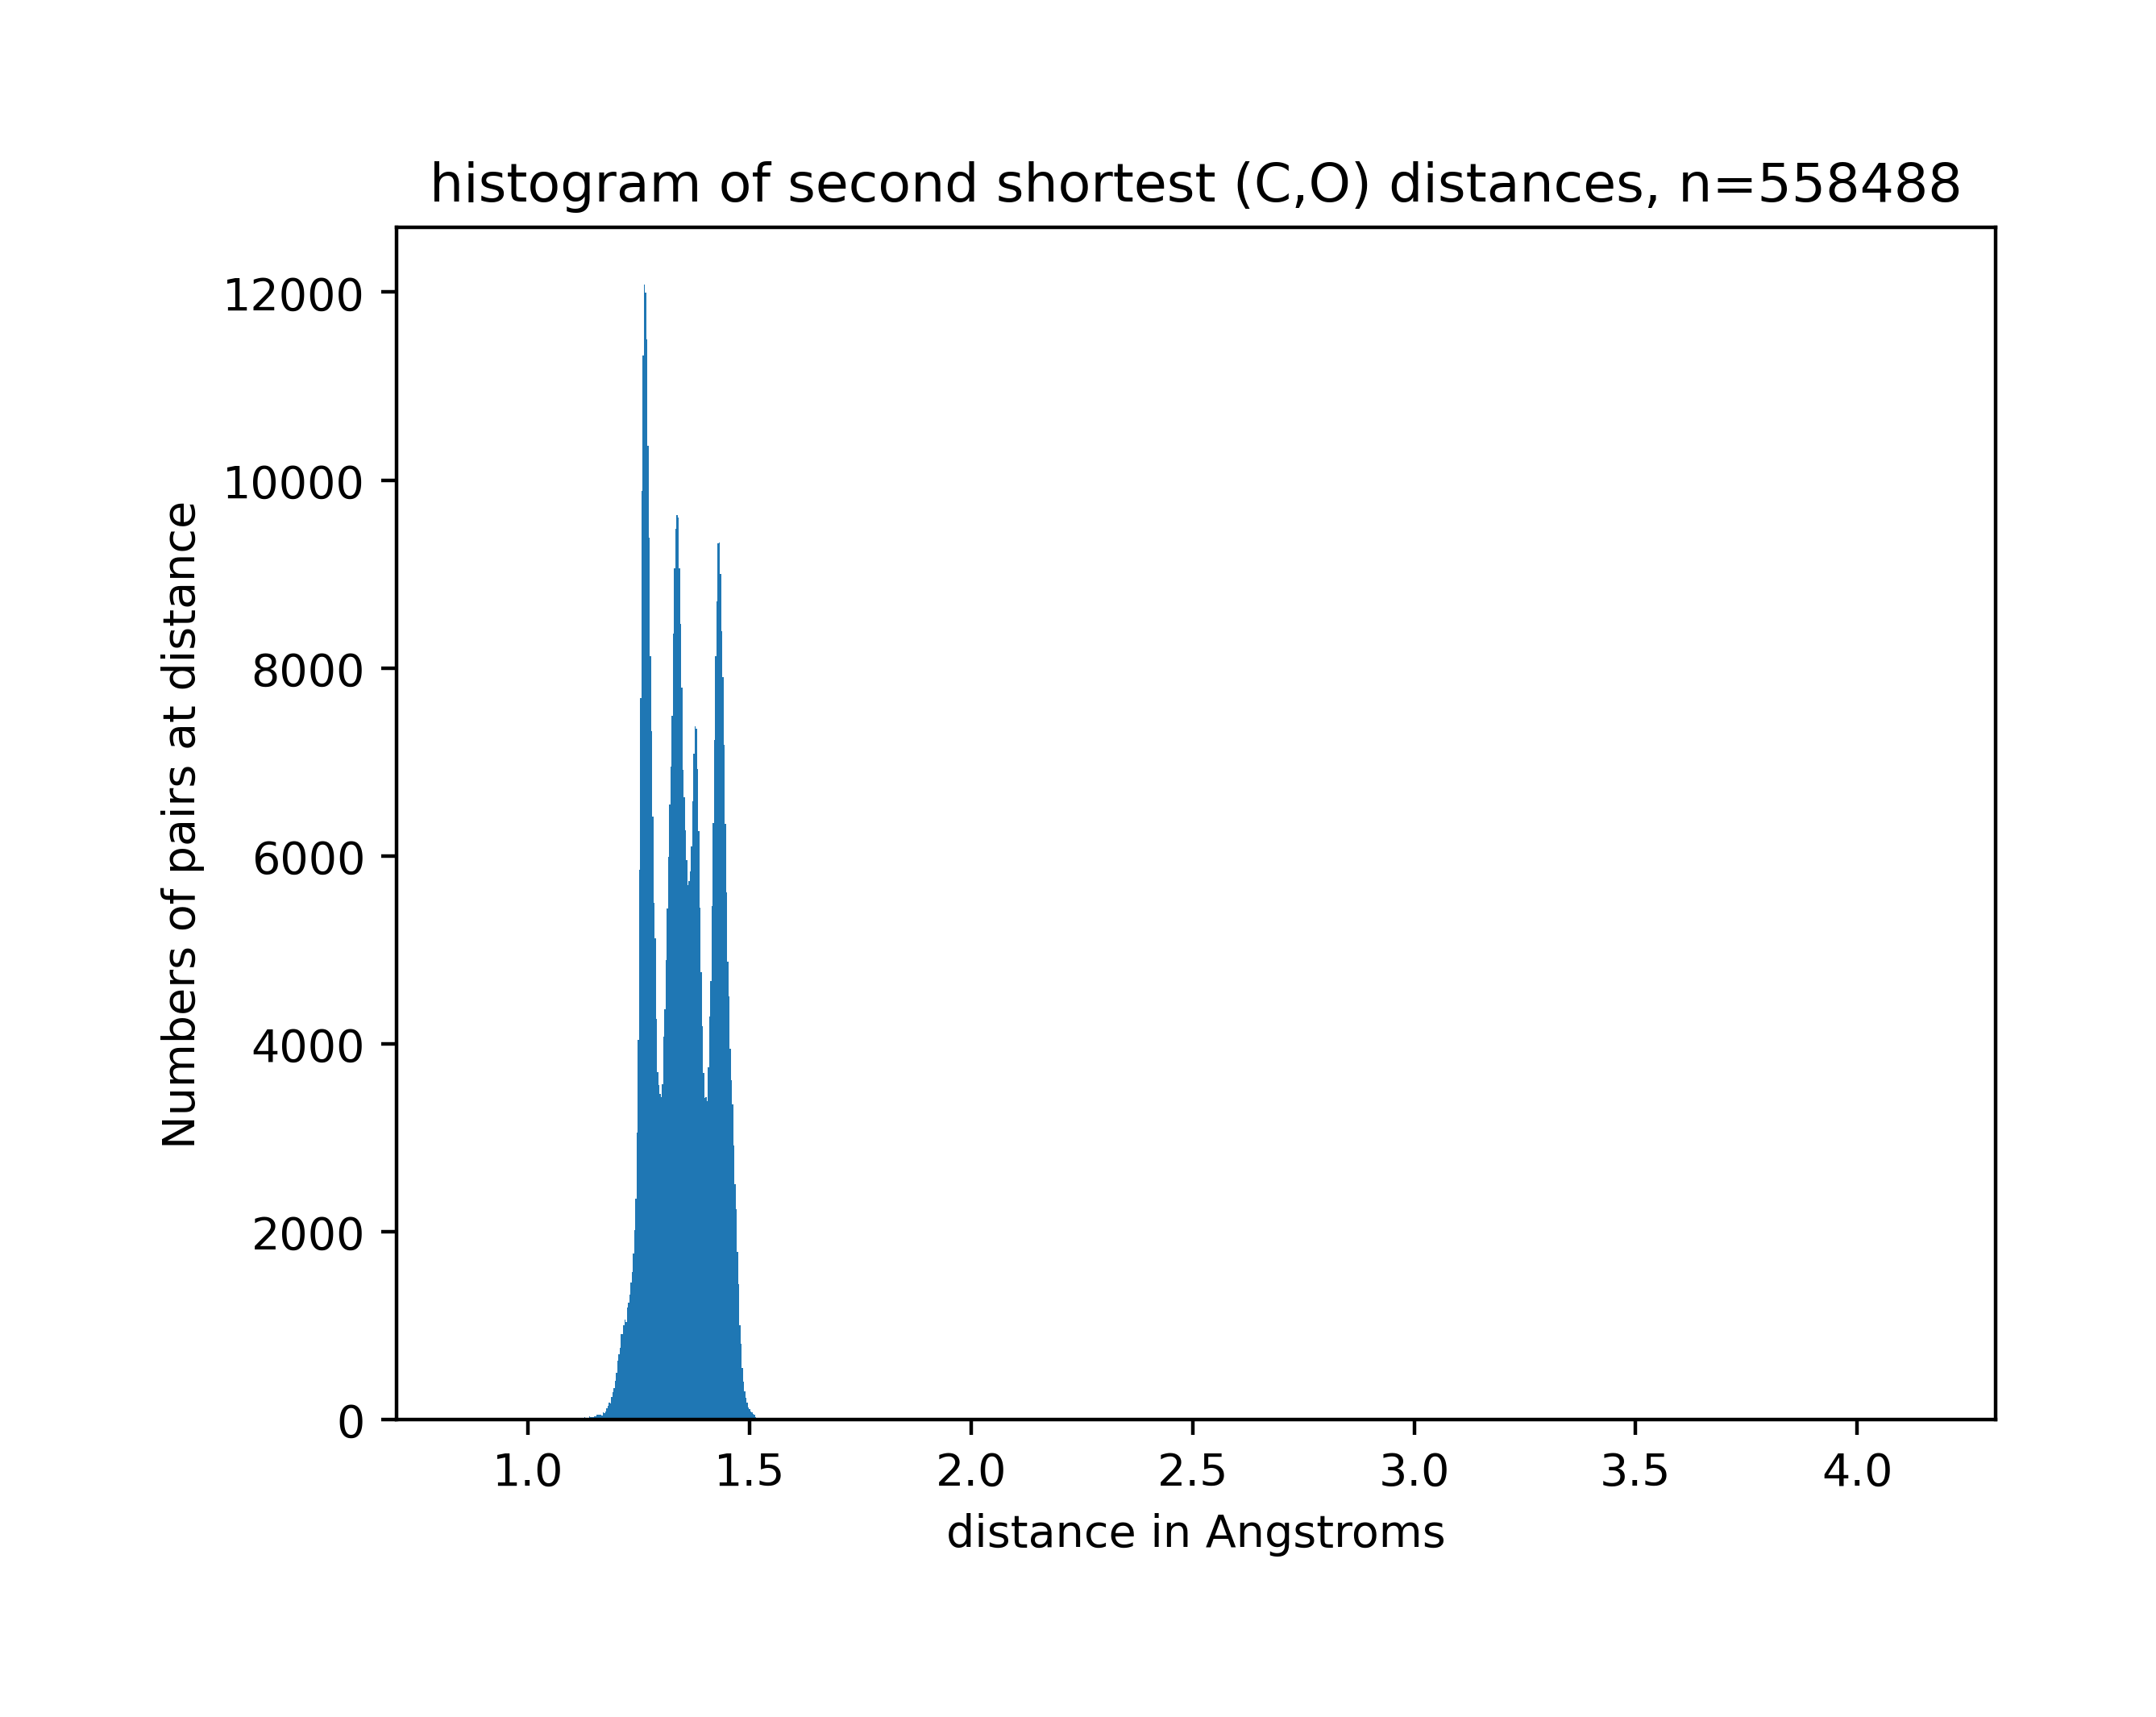 histogram of second shortest (C,O) distances, n=558488
Numbers of pairs at distance
12000
10000
8000
6000
4000
2000
0
1.0 1.5 2.0 2.5 3.0 3.5 4.0
distance in Angstroms